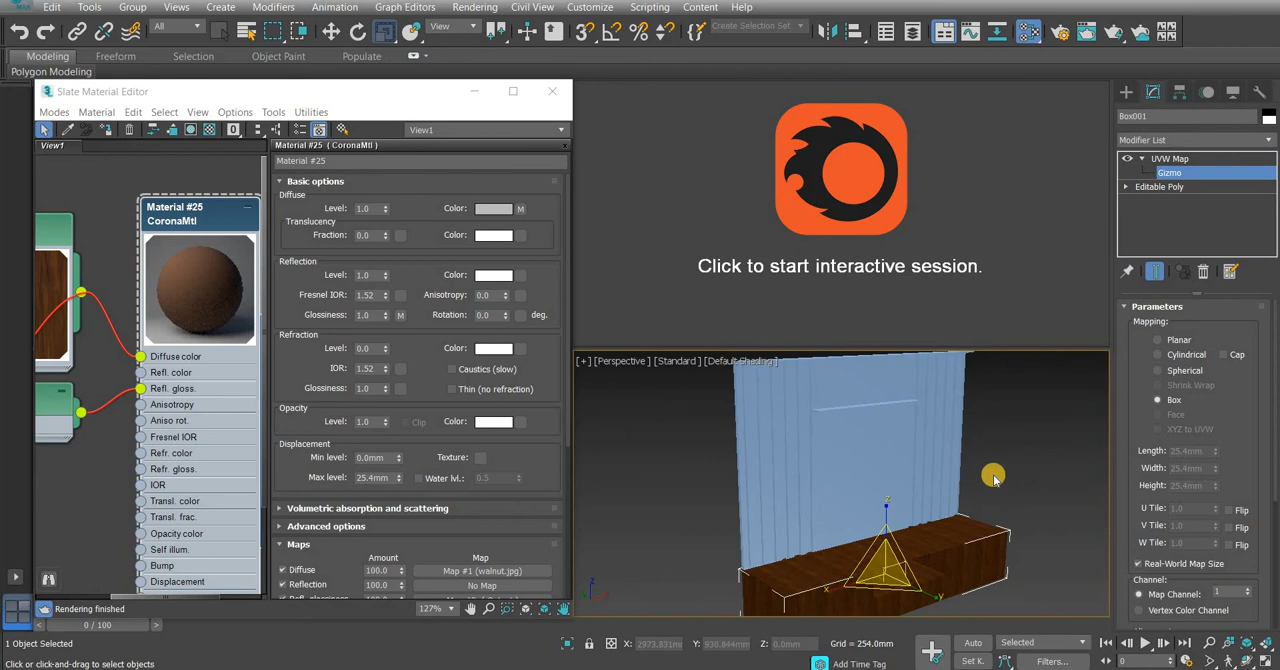 Edit Tools Group Views Create Modifiers Animation Graph Editors Rendering Civil View Customize Scripting Content Help
All View Create Selection Set
Modeling Freeform Selection Object Paint Populate
Polygon Modeling
Slate Material Editor
Modes Material Edit Select View Options Tools Utilities
View1
View1
Material #25
CoronaMtl
Diffuse color
Refl. color
Refl. gloss.
Anisotropy
Aniso rot.
Fresnel IOR
Refr. color
Refr. gloss.
IOR
Transl. color
Transl. frac.
Opacity color
Self illum.
Bump
Displacement
Material #25 ( CoronaMtl )
Material #25
Basic options
Diffuse
Level: 1.0 Color: M
Translucency
Fraction: 0.0 Color:
Reflection
Level: 1.0 Color:
Fresnel IOR: 1.52 Anisotropy: 0.0
Glossiness: 1.0 M Rotation: 0.0 deg.
Refraction
Level: 0.0 Color:
IOR: 1.52 Caustics (slow)
Glossiness: 1.0 Thin (no refraction)
Opacity
Level: 1.0 Clip Color:
Displacement
Min level: 0.0mm Texture:
Max level: 25.4mm Water lvl.: 0.5
Volumetric absorption and scattering
Advanced options
Maps
Amount Map
Diffuse 100.0 Map #1 (walnut.jpg)
Reflection 100.0 No Map
Rendering finished
127%
Click to start interactive session.
[+] [Perspective ] [Standard ] [Default Shading]
z
x
y
z
Box001
Modifier List
UVW Map
Gizmo
Editable Poly
Parameters
Mapping:
Planar
Cylindrical Cap
Spherical
Shrink Wrap
Box
Face
XYZ to UVW
Length: 25.4mm
Width: 25.4mm
Height: 25.4mm
U Tile: 1.0 Flip
V Tile: 1.0 Flip
W Tile: 1.0 Flip
Real-World Map Size
Channel:
Map Channel: 1
Vertex Color Channel
0 / 100
1 Object Selected X: 2973.831mm Y: 930.844mm Z: 0.0mm Grid = 254.0mm Auto Selected
Click or click-and-drag to select objects Add Time Tag Set K. Filters... 0